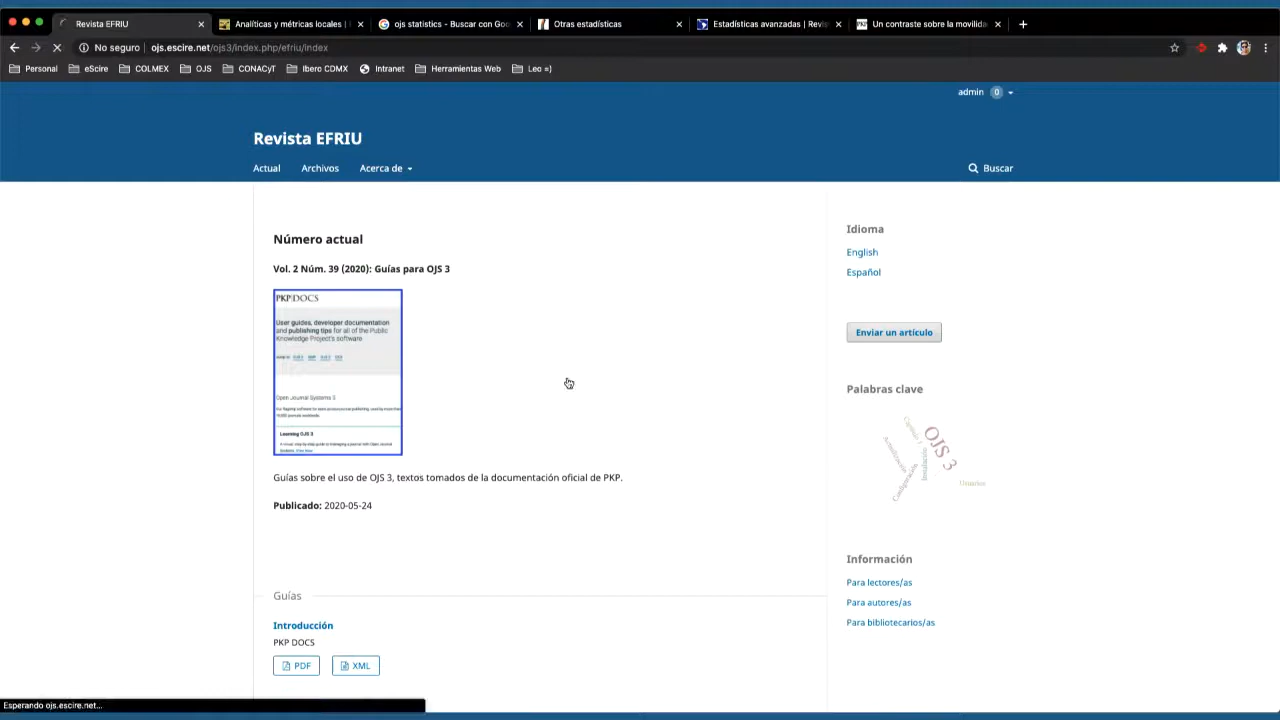 Revista EFRIU
Analíticas y métricas locales |
ojs statistics - Buscar con Goo
Otras estadísticas
Estadísticas avanzadas | Revis
Un contraste sobre la movilida
No seguro | ojs.escire.net/ojs3/index.php/efriu/index
Personal eScire COLMEX OJS CONACyT Ibero CDMX Intranet Herramientas Web Leo =)
admin 0
Revista EFRIU
Actual Archivos Acerca de Buscar
Número actual
Vol. 2 Núm. 39 (2020): Guías para OJS 3
PKP|DOCS
User guides, developer documentation
and publishing tips for all of the Public
Knowledge Project's software
Open Journal Systems 3
Learning OJS 3
Guías sobre el uso de OJS 3, textos tomados de la documentación oficial de PKP.
Publicado: 2020-05-24
Guías
Introducción
PKP DOCS
PDF XML
Idioma
English
Español
Enviar un artículo
Palabras clave
OJS 3
Actualización
Configuración
Instalación
Usuarios
Información
Para lectores/as
Para autores/as
Para bibliotecarios/as
Esperando ojs.escire.net...